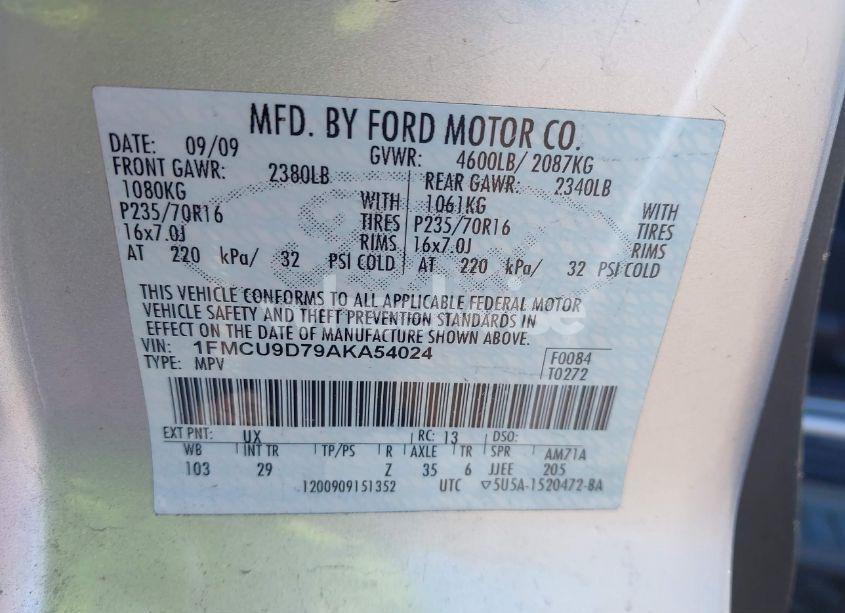 MFD. BY FORD MOTOR CO.
DATE: 09/09 GVWR: 4600LB/ 2087KG
FRONT GAWR: 2380LB REAR GAWR: 2340LB
1080KG WITH 1061KG WITH
P235/70R16 TIRES P235/70R16 TIRES
16x7.0J RIMS 16x7.0J RIMS
AT 220 kPa/ 32 PSI COLD AT 220 kPa/ 32 PSI COLD
THIS VEHICLE CONFORMS TO ALL APPLICABLE FEDERAL MOTOR
VEHICLE SAFETY AND THEFT PREVENTION STANDARDS IN
EFFECT ON THE DATE OF MANUFACTURE SHOWN ABOVE.
VIN: 1FMCU9D79AKA54024 F0084
TYPE: MPV T0272
EXT PNT: UX RC: 13 DSO:
WB INT TR TP/PS R AXLE TR SPR AM71A
103 29 Z 35 6 JJEE 205
1200909151352 UTC ▽5U5A-1520472-BA